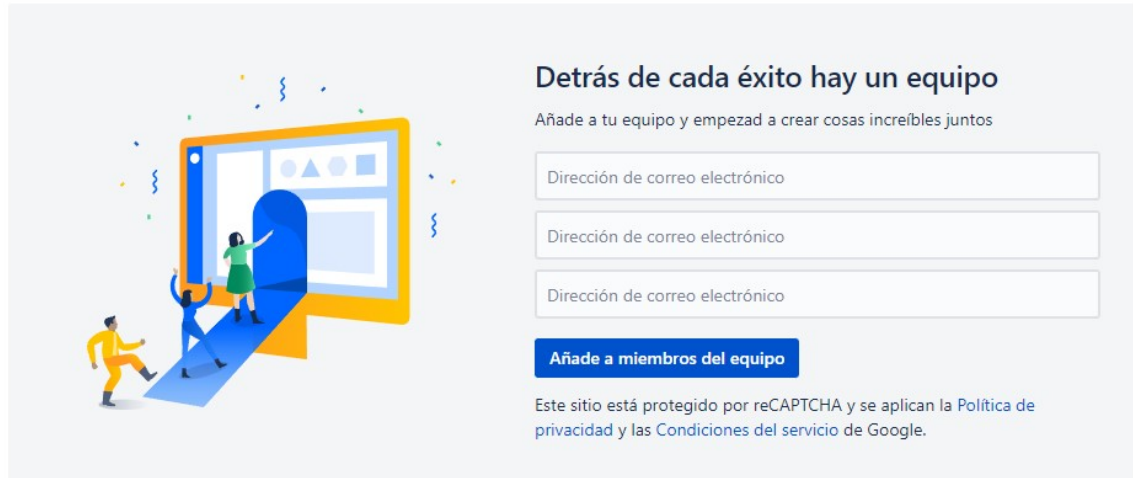 Detrás de cada éxito hay un equipo
Añade a tu equipo y empezad a crear cosas increíbles juntos
Dirección de correo electrónico
Dirección de correo electrónico
Dirección de correo electrónico
Añade a miembros del equipo
Este sitio está protegido por reCAPTCHA y se aplican la Política de
privacidad y las Condiciones del servicio de Google.